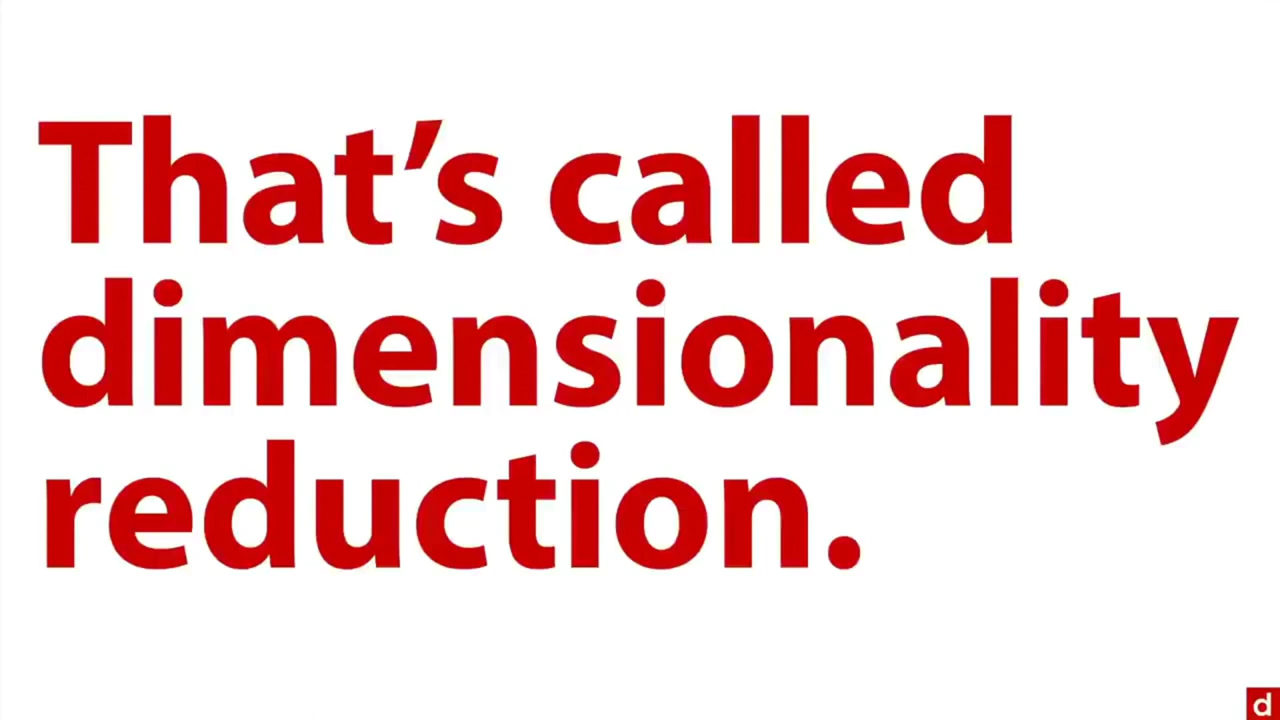 That’s called
dimensionality
reduction.
d